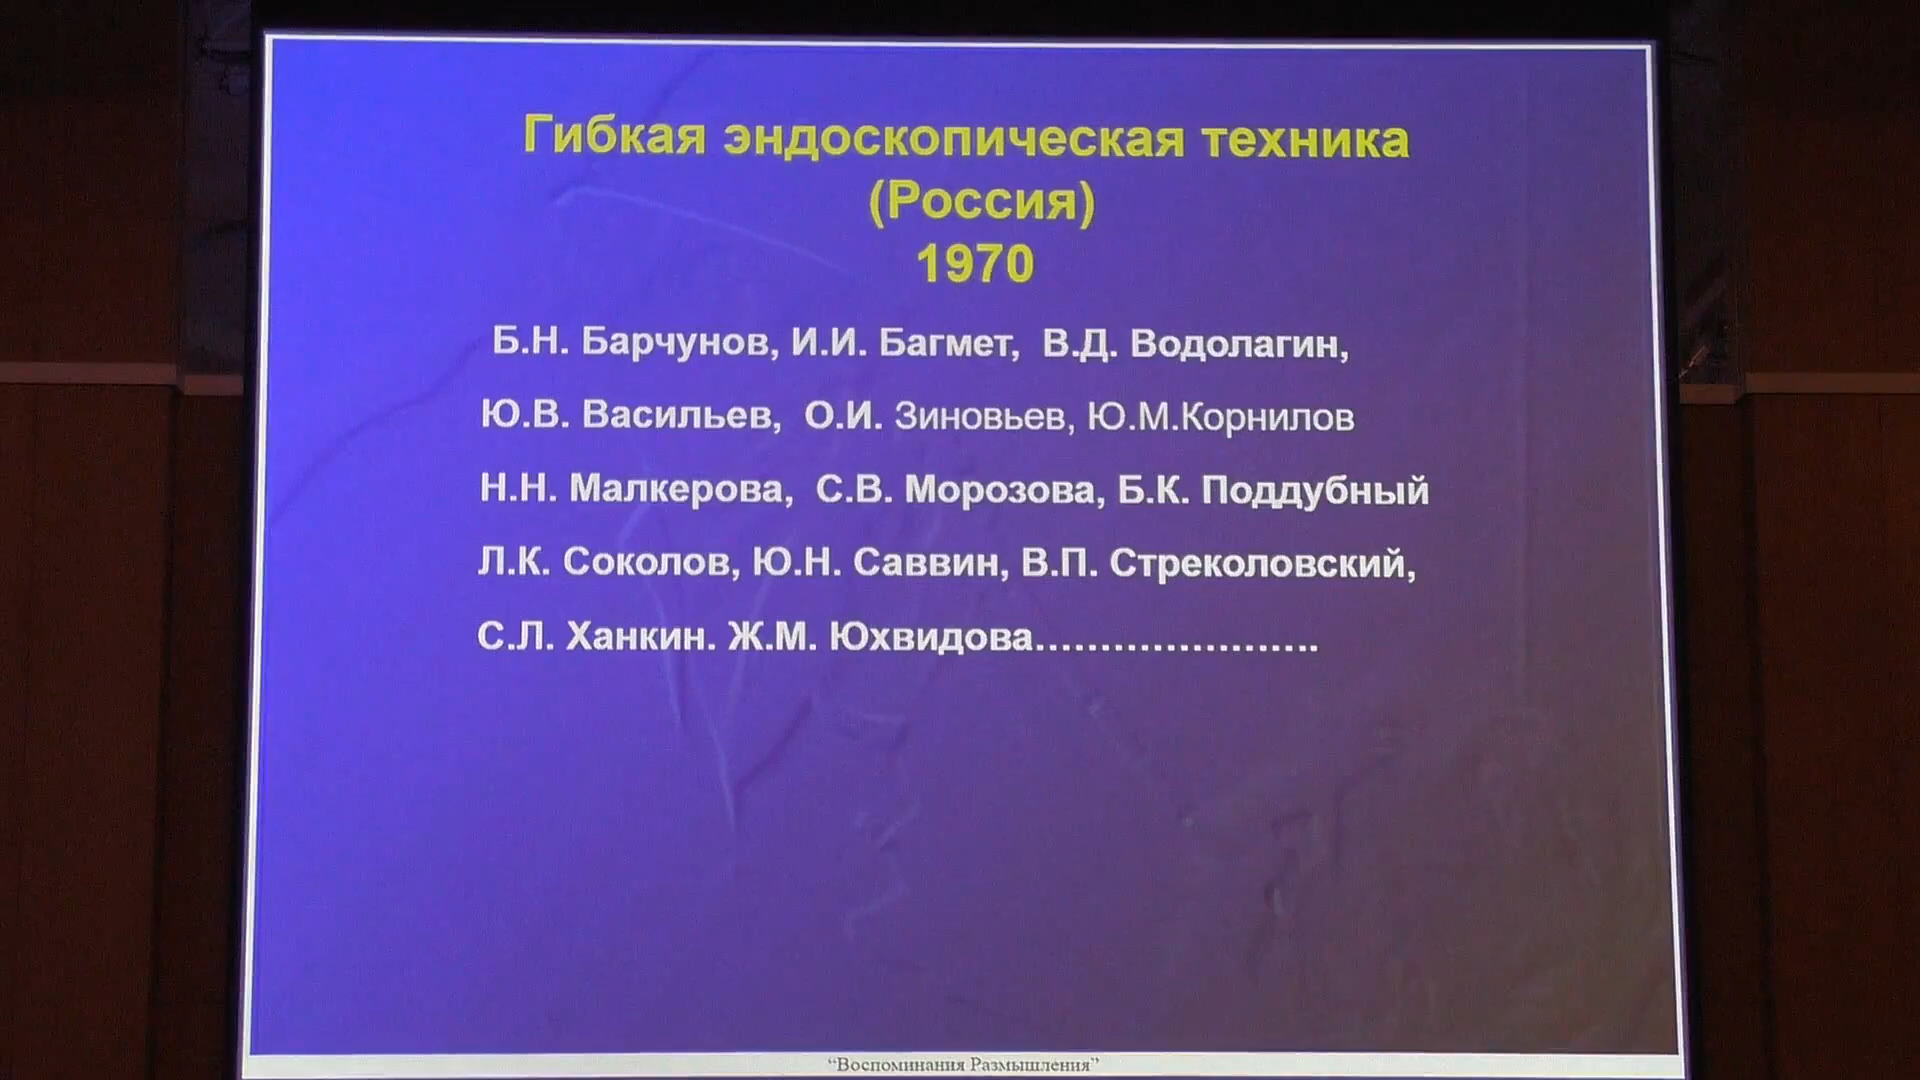 Гибкая эндоскопическая техника
(Россия)
1970
Б.Н. Барчунов, И.И. Багмет, В.Д. Водолагин,
Ю.В. Васильев, О.И. Зиновьев, Ю.М.Корнилов
Н.Н. Малкерова, С.В. Морозова, Б.К. Поддубный
Л.К. Соколов, Ю.Н. Саввин, В.П. Стреколовский,
С.Л. Ханкин. Ж.М. Юхвидова......................
“Воспоминания Размышления”